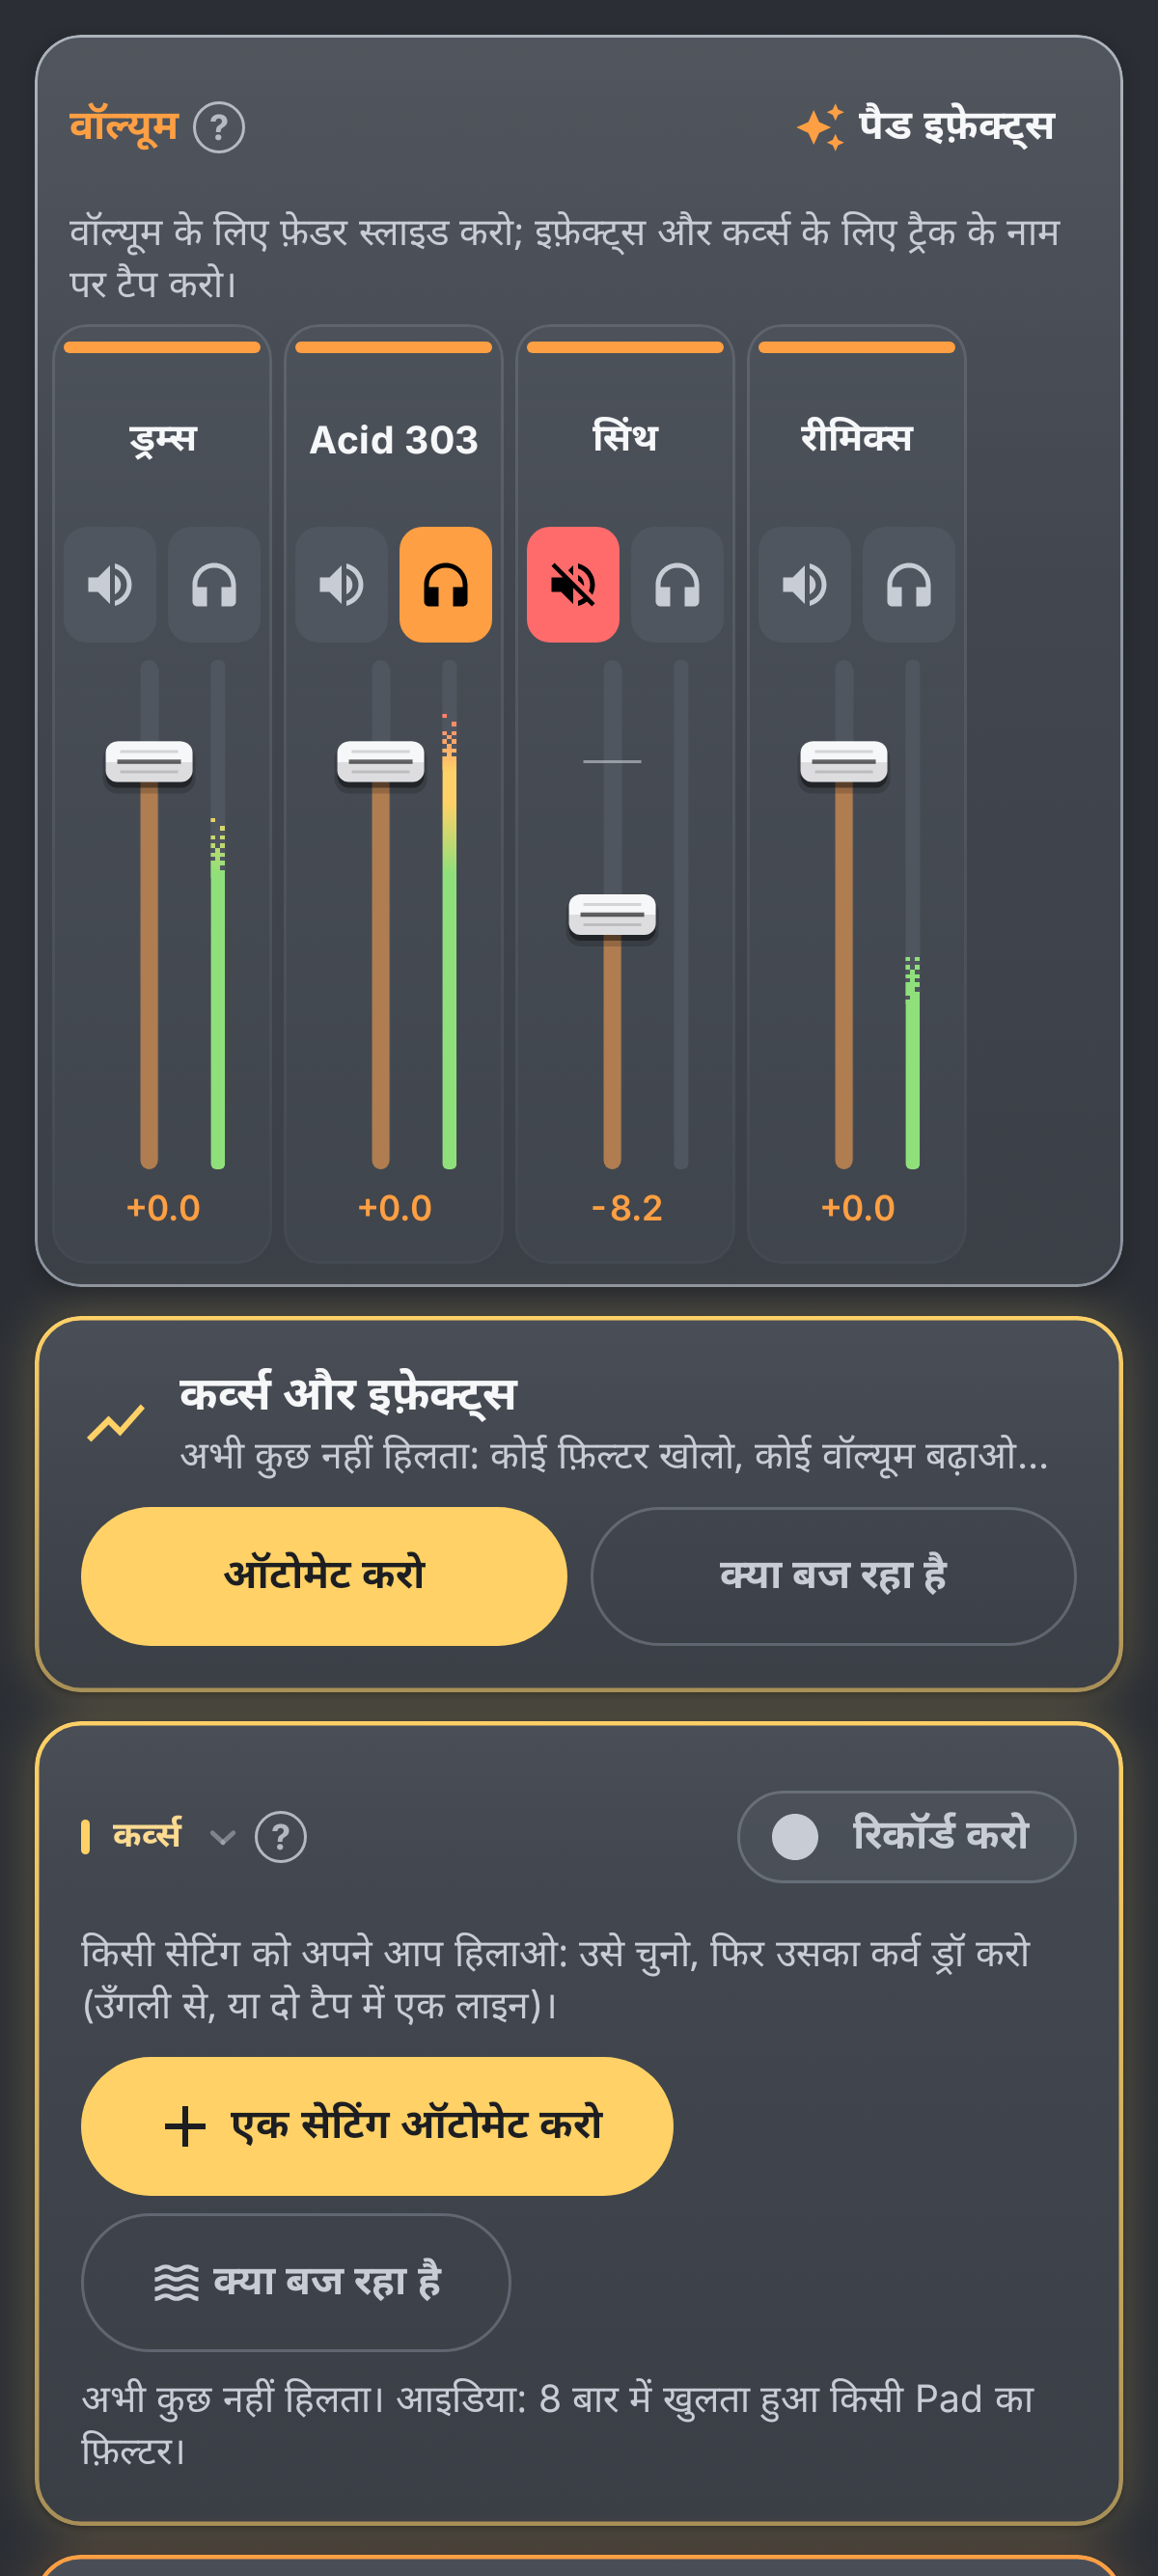 वॉल्यूम ?
पैड इफ़ेक्ट्स
वॉल्यूम के लिए फ़ेडर स्लाइड करो; इफ़ेक्ट्स और कर्व्स के लिए ट्रैक के नाम
पर टैप करो।
ड्रम्स
Acid 303
सिंथ
रीमिक्स
+0.0
+0.0
-8.2
+0.0
कर्व्स और इफ़ेक्ट्स
अभी कुछ नहीं हिलता: कोई फ़िल्टर खोलो, कोई वॉल्यूम बढ़ाओ...
ऑटोमेट करो
क्या बज रहा है
कर्व्स ?
रिकॉर्ड करो
किसी सेटिंग को अपने आप हिलाओ: उसे चुनो, फिर उसका कर्व ड्रॉ करो
(उँगली से, या दो टैप में एक लाइन)।
+ एक सेटिंग ऑटोमेट करो
क्या बज रहा है
अभी कुछ नहीं हिलता। आइडिया: 8 बार में खुलता हुआ किसी Pad का
फ़िल्टर।